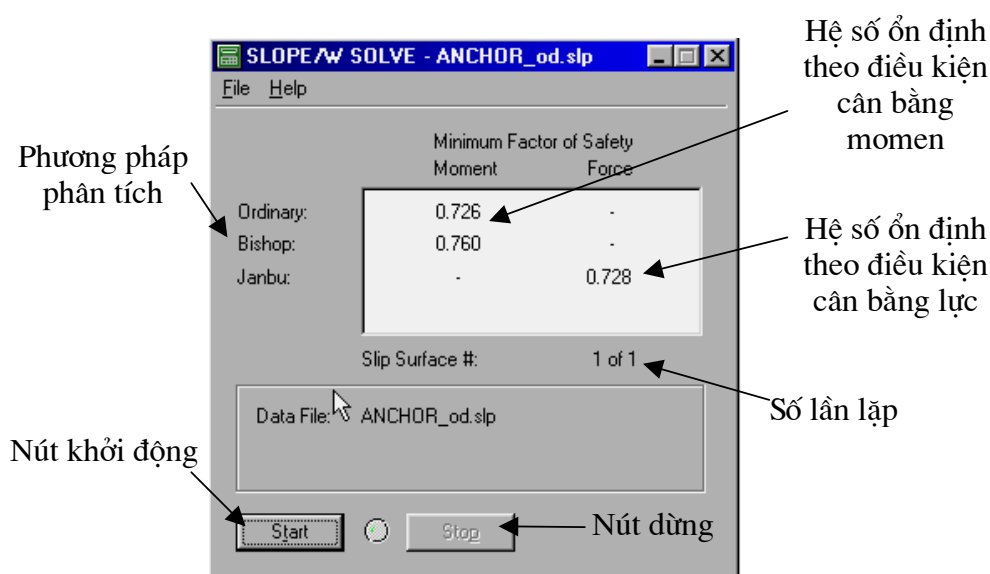 Hệ số ổn định
theo điều kiện
cân bằng
momen
SLOPE/W SOLVE - ANCHOR_od.slp
File Help
Minimum Factor of Safety
Moment Force
Phương pháp
phân tích
Ordinary: 0.726 -
Bishop: 0.760 -
Janbu: - 0.728
Hệ số ổn định
theo điều kiện
cân bằng lực
Slip Surface #: 1 of 1
Số lần lặp
Data File: ANCHOR_od.slp
Nút khởi động
Start Stop
Nút dừng